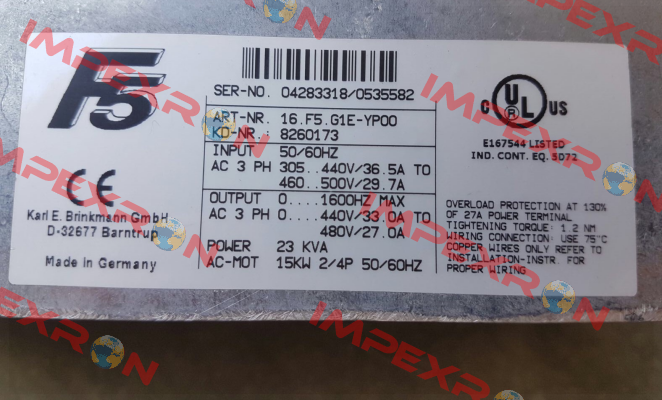 F5
SER-NO. 04283318/0535582
ART-NR. 16.F5.G1E-YP00
KD-NR.: 8260173
INPUT 50/60HZ
AC 3 PH 305...440V/36.5A TO
460...500V/29.7A
OUTPUT 0....1600HZ MAX
AC 3 PH 0....440V/33.0A TO
480V/27.0A
POWER 23 KVA
AC-MOT 15KW 2/4P 50/60HZ
CE
Karl E. Brinkmann GmbH
D-32677 Barntrup
Made in Germany
C UL US
E167544 LISTED
IND. CONT. EQ. 5D72
OVERLOAD PROTECTION AT 130%
OF 27A POWER TERMINAL
TIGHTENING TORQUE: 1.2 NM
WIRING CONNECTION: USE 75°C
COPPER WIRES ONLY REFER TO
INSTALLATION-INSTR. FOR
PROPER WIRING
IMPEXRON
IMPEXRON
IMPEXRON
IMPEXRON